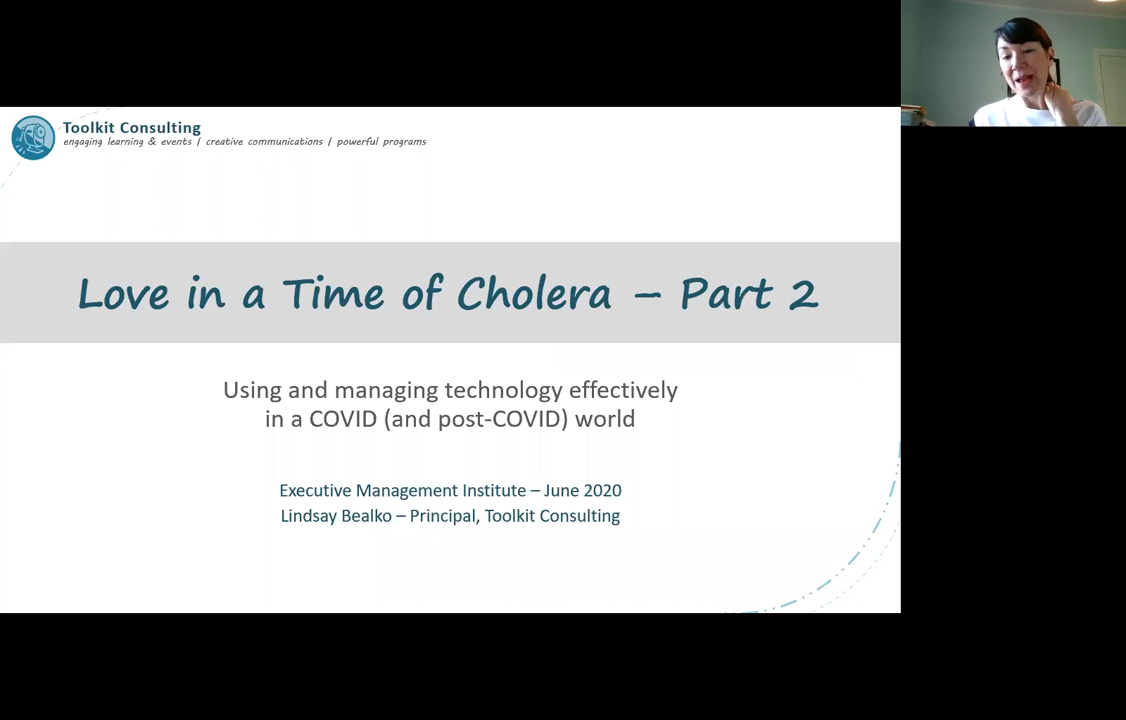 Toolkit Consulting
engaging learning & events / creative communications / powerful programs
Love in a Time of Cholera – Part 2
Using and managing technology effectively
in a COVID (and post-COVID) world
Executive Management Institute – June 2020
Lindsay Bealko – Principal, Toolkit Consulting